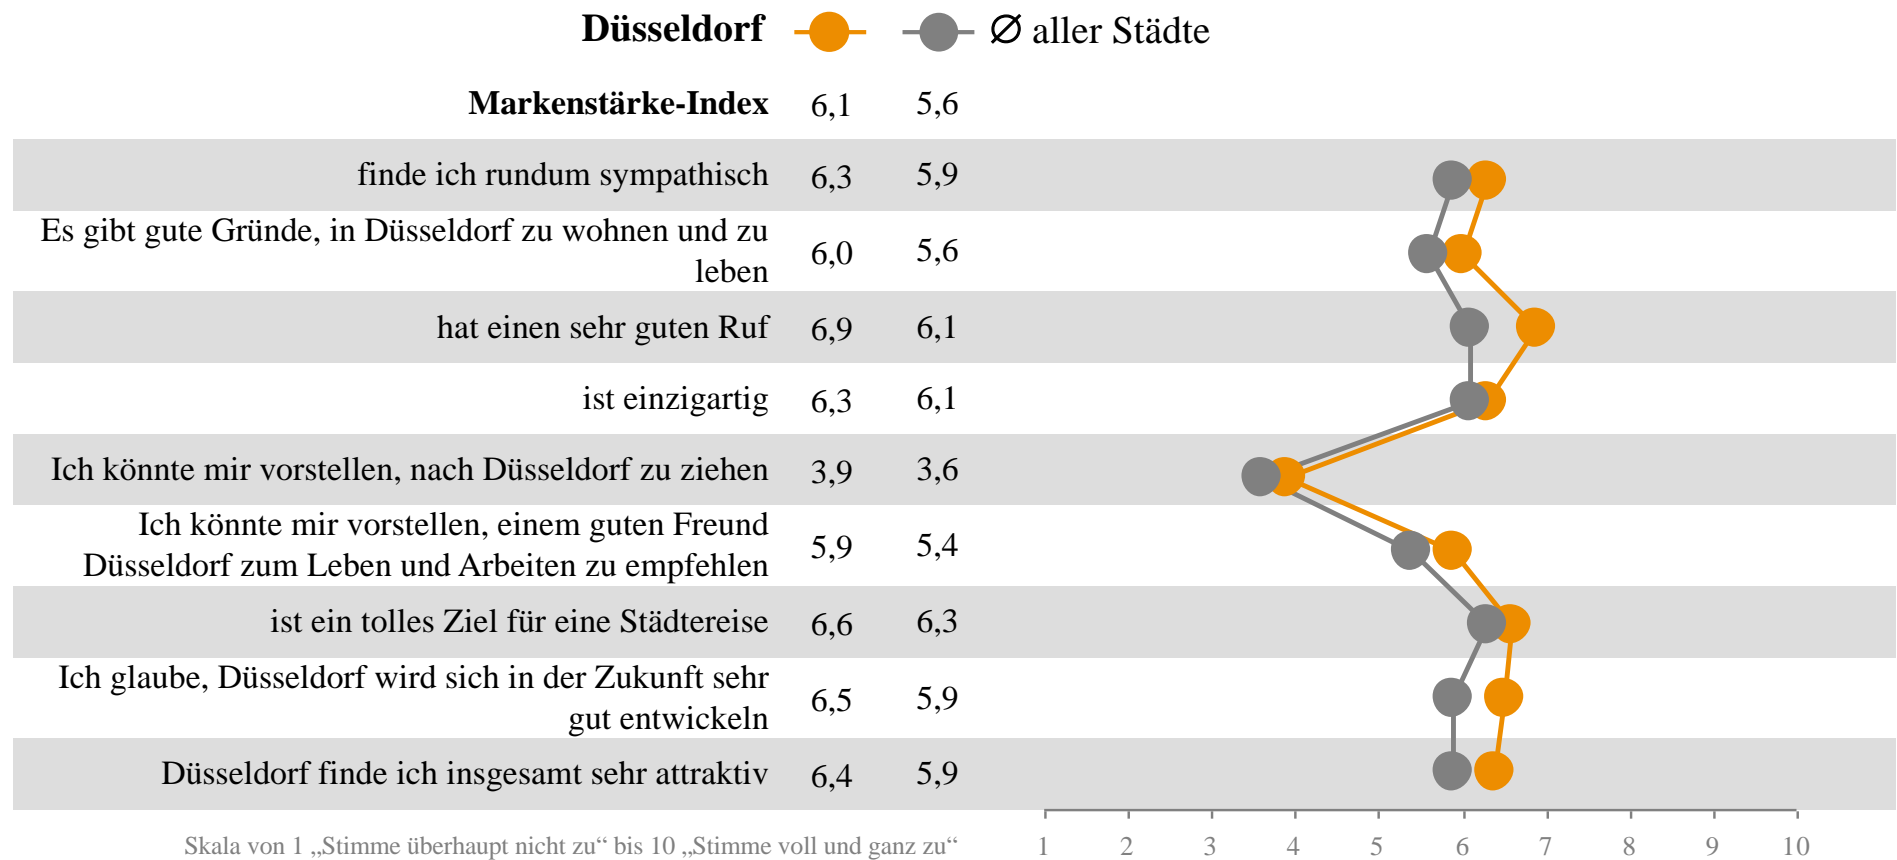 Düsseldorf Ø aller Städte
Markenstärke-Index 6,1 5,6
finde ich rundum sympathisch 6,3 5,9
Es gibt gute Gründe, in Düsseldorf zu wohnen und zu
leben 6,0 5,6
hat einen sehr guten Ruf 6,9 6,1
ist einzigartig 6,3 6,1
Ich könnte mir vorstellen, nach Düsseldorf zu ziehen 3,9 3,6
Ich könnte mir vorstellen, einem guten Freund
Düsseldorf zum Leben und Arbeiten zu empfehlen 5,9 5,4
ist ein tolles Ziel für eine Städtereise 6,6 6,3
Ich glaube, Düsseldorf wird sich in der Zukunft sehr
gut entwickeln 6,5 5,9
Düsseldorf finde ich insgesamt sehr attraktiv 6,4 5,9
Skala von 1 „Stimme überhaupt nicht zu“ bis 10 „Stimme voll und ganz zu“ 1 2 3 4 5 6 7 8 9 10